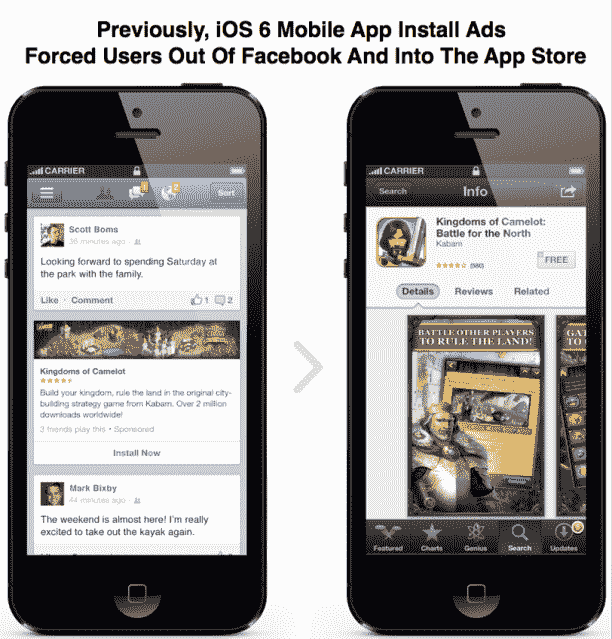 Previously, iOS 6 Mobile App Install Ads
Forced Users Out Of Facebook And Into The App Store
CARRIER
Sort
Scott Boms
36 minutes ago
Looking forward to spending Saturday at
the park with the family.
Like · Comment
1
2
Kingdoms of Camelot
Build your kingdom, rule the land in the original city-
building strategy game from Kabam. Over 2 million
downloads worldwide!
3 friends play this • Sponsored
Install Now
Mark Bixby
44 minutes ago
The weekend is almost here! I'm really
excited to take out the kayak again.
CARRIER
Search
Info
Kingdoms of Camelot:
Battle for the North
Kabam
FREE
Details
Reviews
Related
BATTLE OTHER PLAYERS
TO RULE THE LAND!
Featured
Charts
Genius
Search
Updates